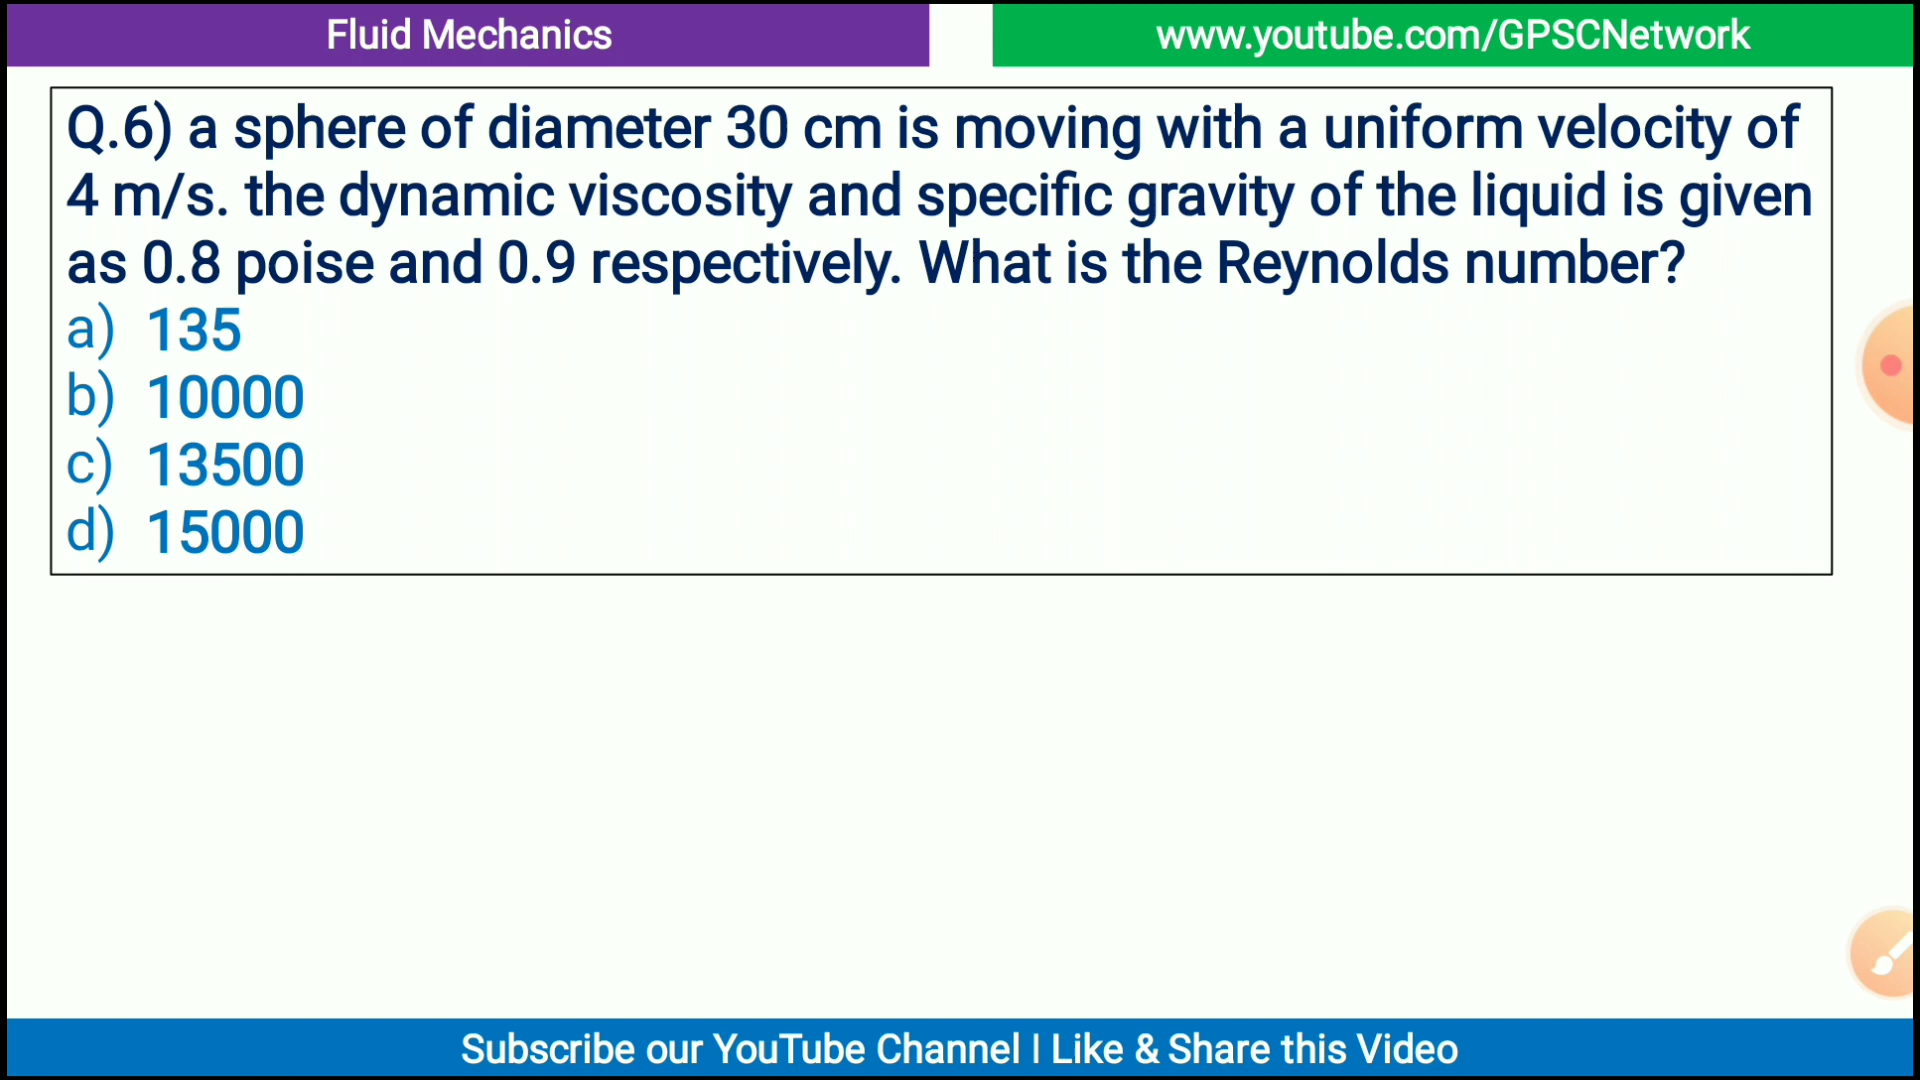 Fluid Mechanics
www.youtube.com/GPSCNetwork
Q.6) a sphere of diameter 30 cm is moving with a uniform velocity of
4 m/s. the dynamic viscosity and specific gravity of the liquid is given
as 0.8 poise and 0.9 respectively. What is the Reynolds number?
a) 135
b) 10000
c) 13500
d) 15000
Subscribe our YouTube Channel I Like & Share this Video